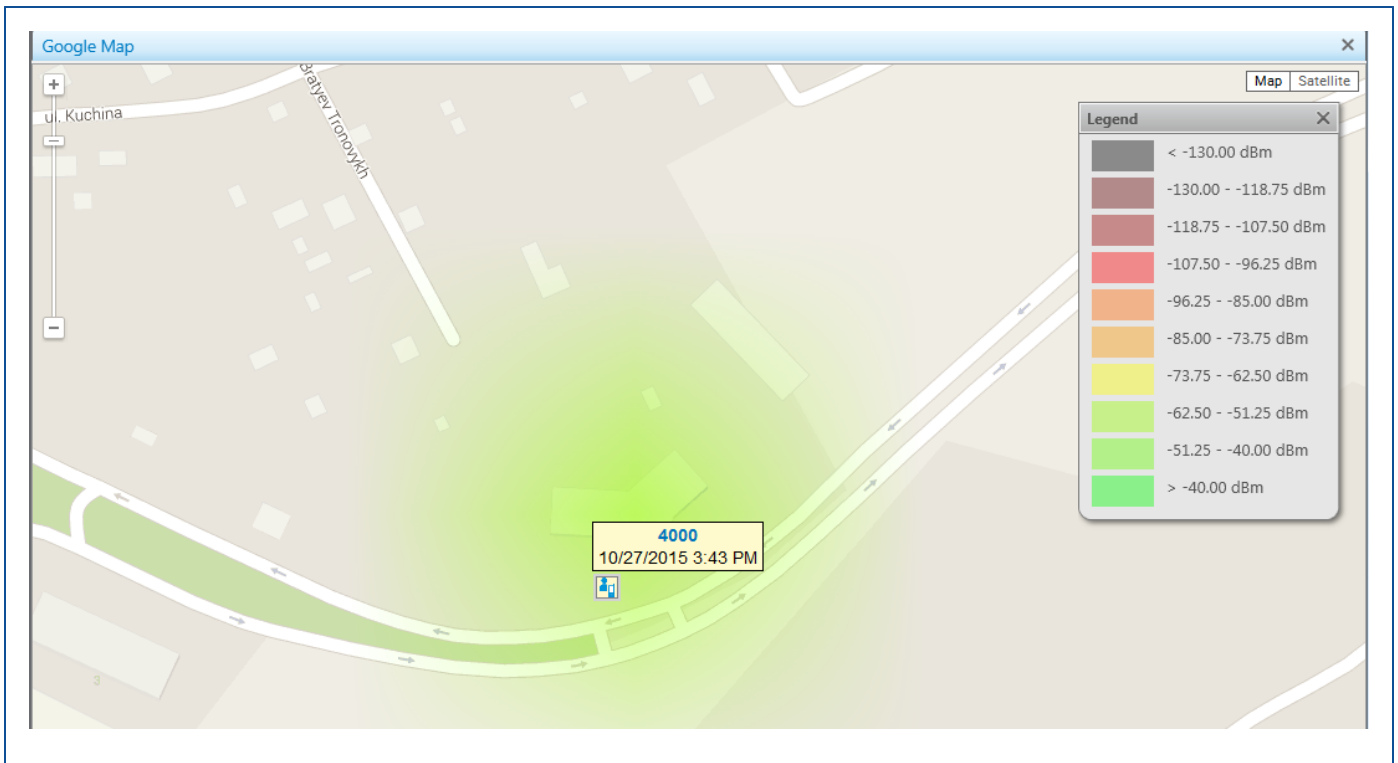 Google Map
Map Satellite
ul. Kuchina
Bratyev Tronovykh
Legend
< -130.00 dBm
-130.00 - -118.75 dBm
-118.75 - -107.50 dBm
-107.50 - -96.25 dBm
-96.25 - -85.00 dBm
-85.00 - -73.75 dBm
-73.75 - -62.50 dBm
-62.50 - -51.25 dBm
-51.25 - -40.00 dBm
> -40.00 dBm
4000
10/27/2015 3:43 PM
3